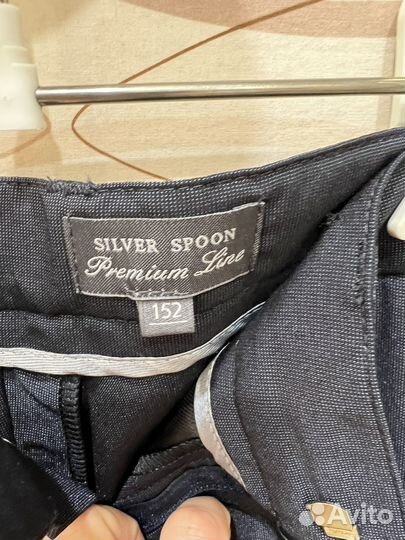 SILVER SPOON
Premium Line
152
Avito